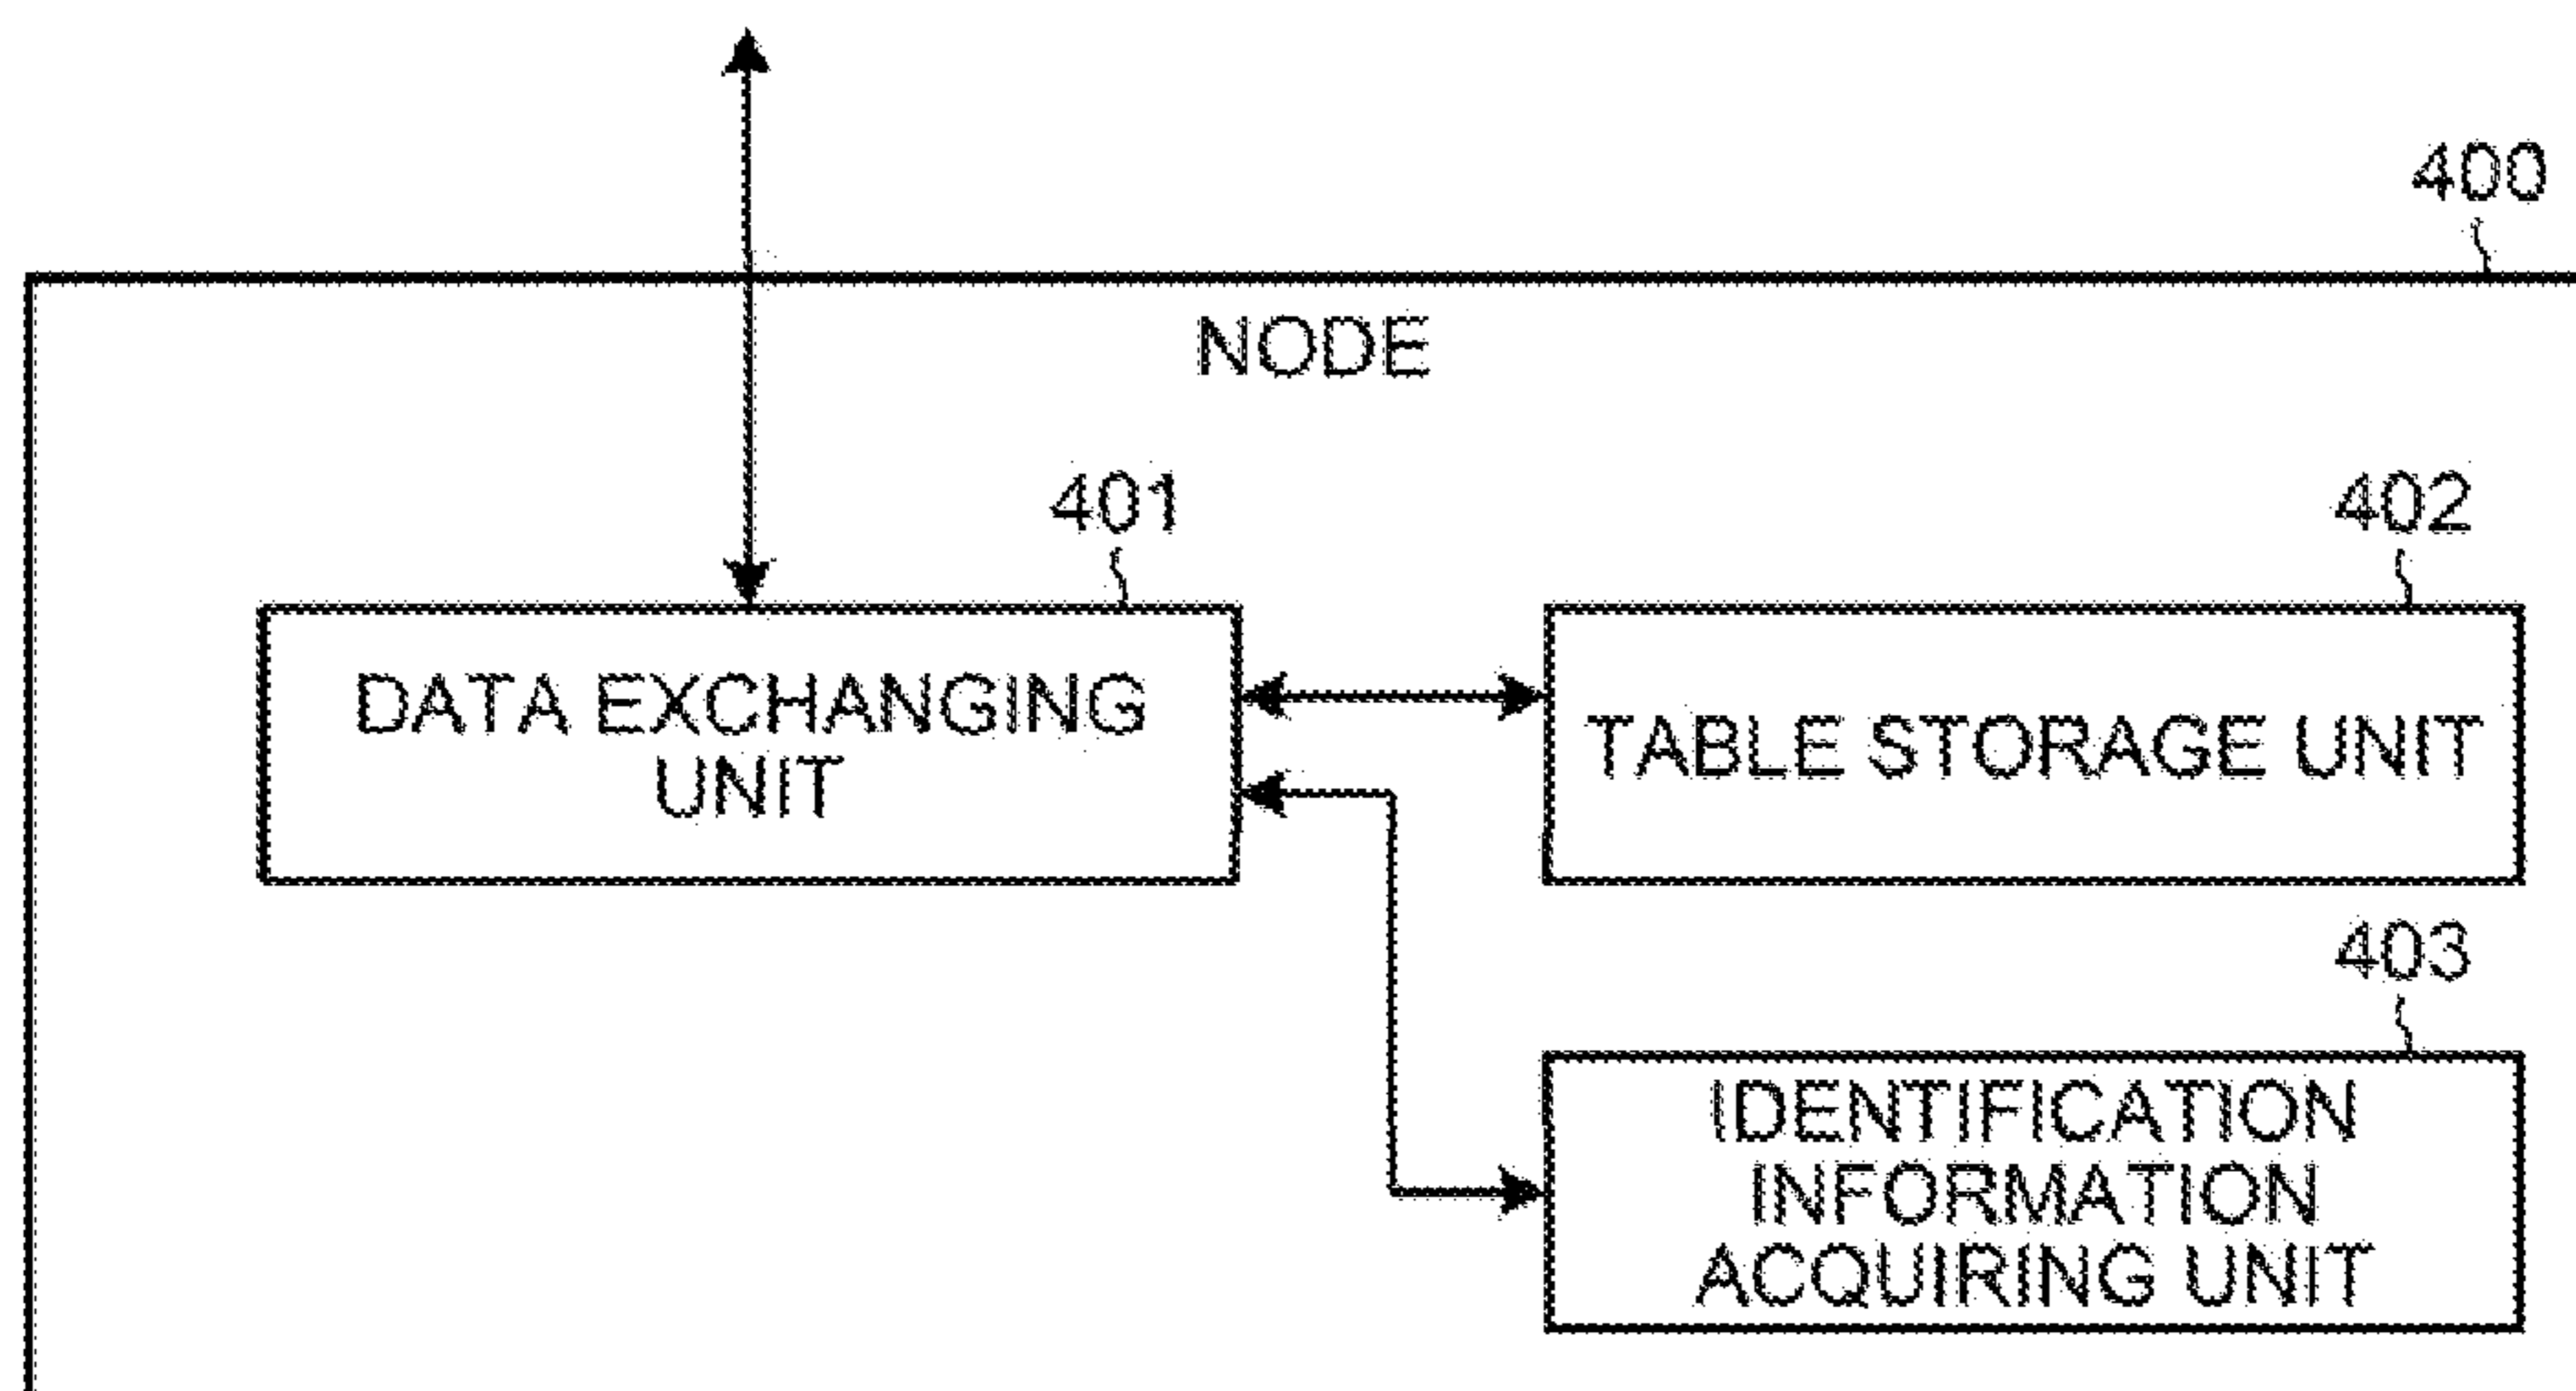 400
NODE
401
402
DATA EXCHANGING
UNIT
TABLE STORAGE UNIT
403
IDENTIFICATION
INFORMATION
ACQUIRING UNIT